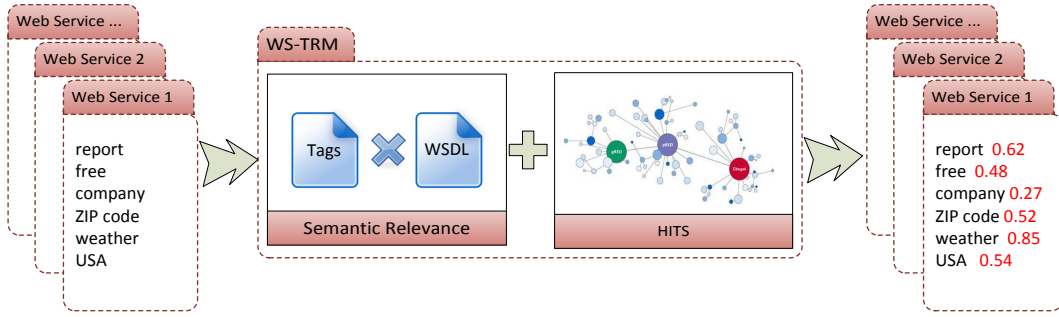 Web Service ...
Web Service 2
Web Service 1
report
free
company
ZIP code
weather
USA
WS-TRM
Tags
WSDL
Semantic Relevance
HITS
Web Service ...
Web Service 2
Web Service 1
report 0.62
free 0.48
company 0.27
ZIP code 0.52
weather 0.85
USA 0.54